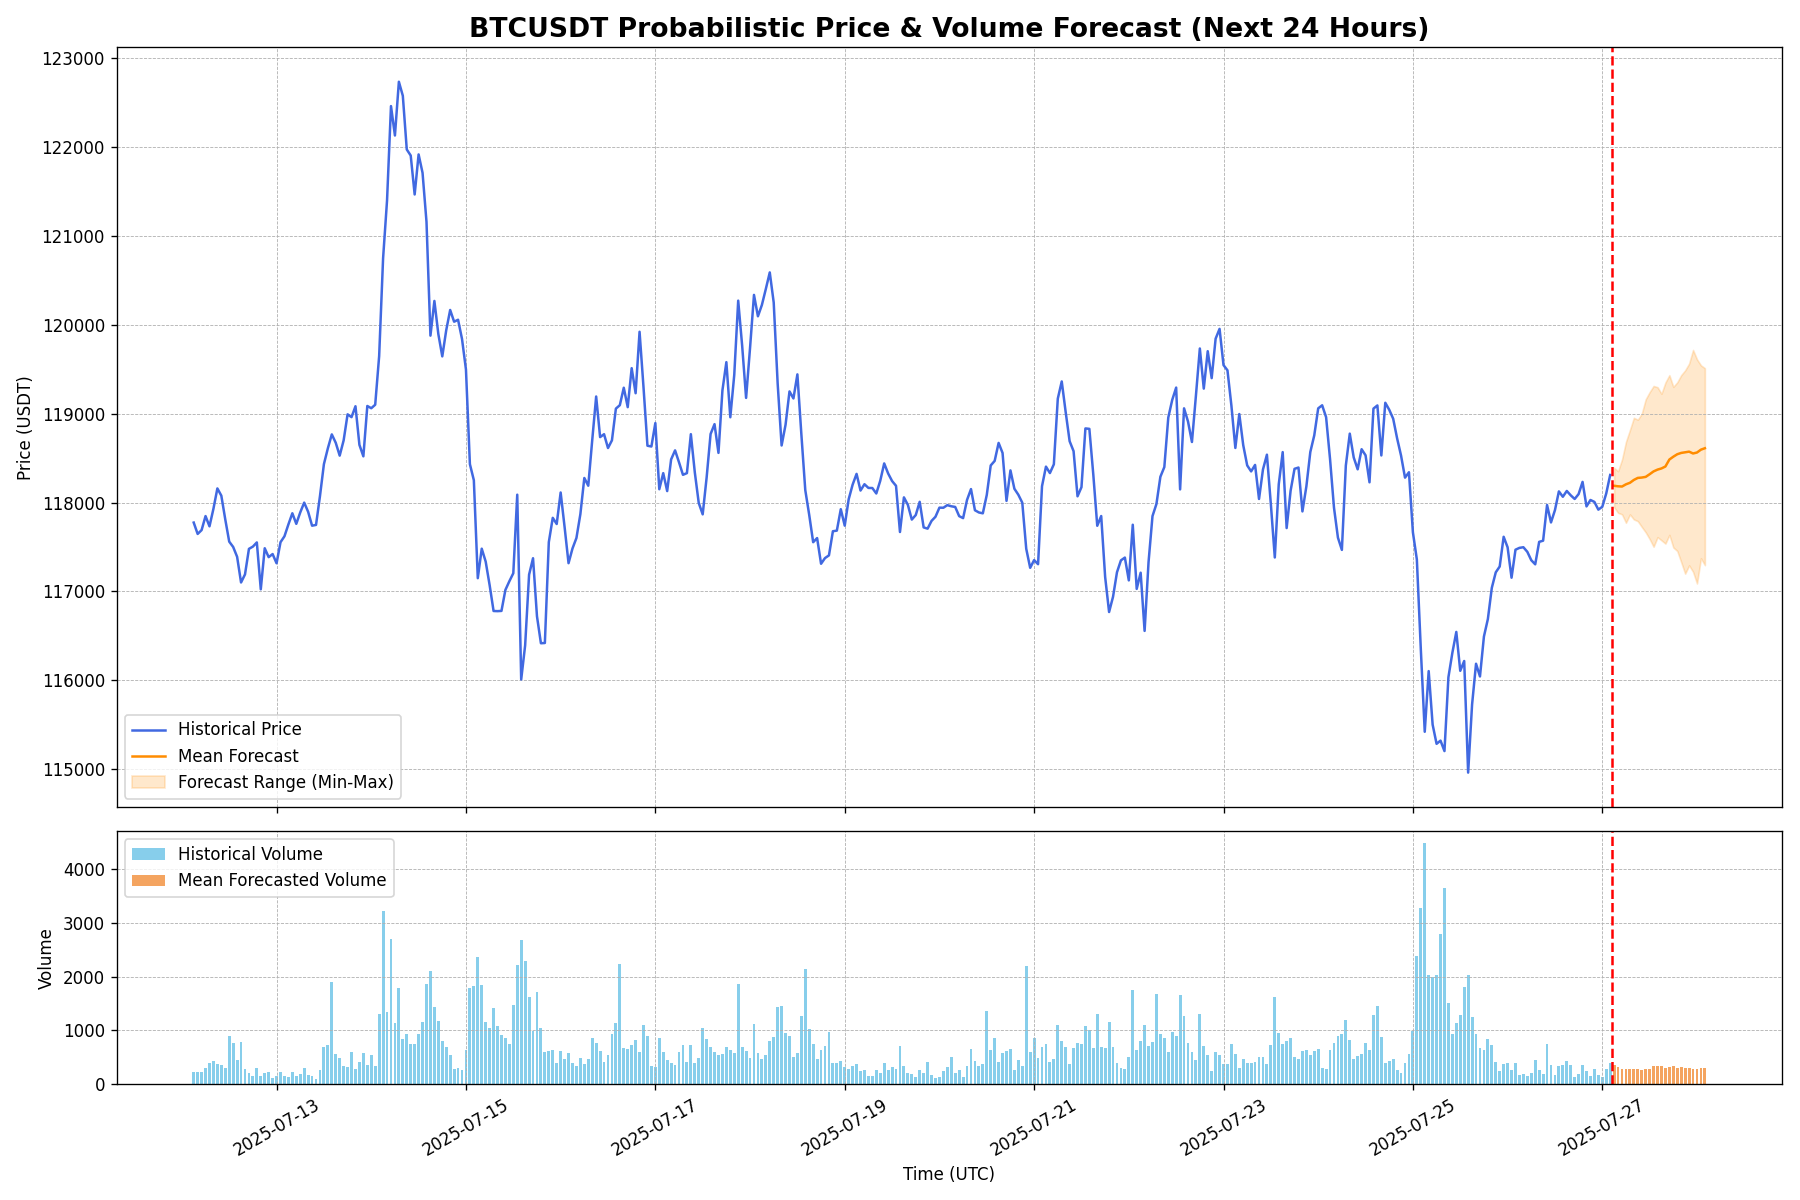 BTCUSDT Probabilistic Price & Volume Forecast (Next 24 Hours)
123000
122000
121000
120000
119000
118000
117000
116000
115000
Price (USDT)
Historical Price
Mean Forecast
Forecast Range (Min-Max)
Historical Volume
Mean Forecasted Volume
4000
3000
2000
1000
0
Volume
2025-07-13
2025-07-15
2025-07-17
2025-07-19
2025-07-21
2025-07-23
2025-07-25
2025-07-27
Time (UTC)